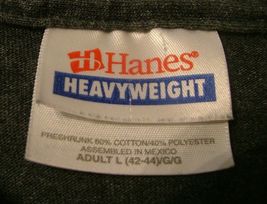 Hanes®
HEAVYWEIGHT
PRESHRUNK 60% COTTON/40% POLYESTER
ASSEMBLED IN MEXICO
ADULT L (42-44)/G/G